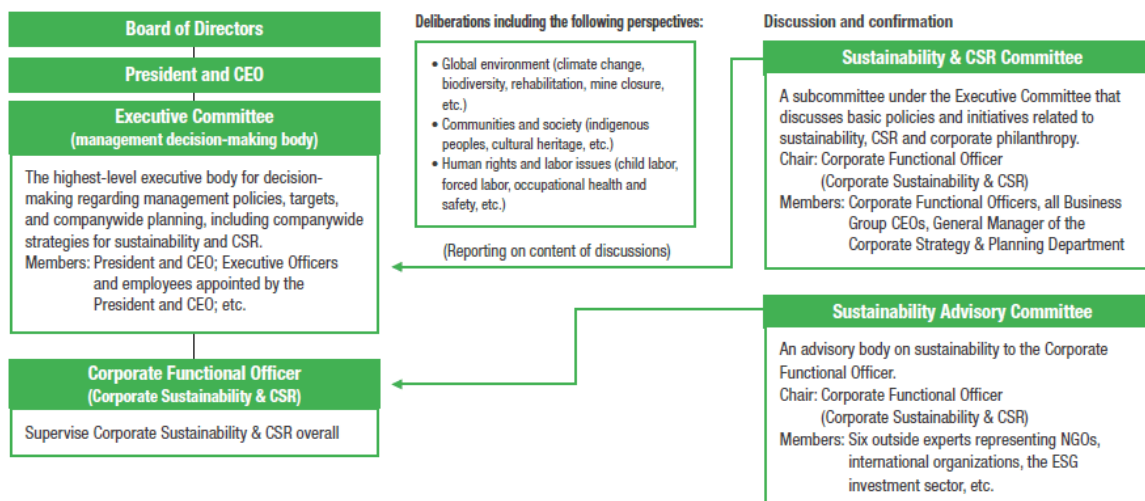 Board of Directors
President and CEO
Executive Committee
(management decision-making body)
The highest-level executive body for decision-
making regarding management policies, targets,
and companywide planning, including companywide
strategies for sustainability and CSR.
Members: President and CEO; Executive Officers
and employees appointed by the
President and CEO; etc.
Corporate Functional Officer
(Corporate Sustainability & CSR)
Supervise Corporate Sustainability & CSR overall
Deliberations including the following perspectives:
• Global environment (climate change,
biodiversity, rehabilitation, mine closure,
etc.)
• Communities and society (indigenous
peoples, cultural heritage, etc.)
• Human rights and labor issues (child labor,
forced labor, occupational health and
safety, etc.)
(Reporting on content of discussions)
Discussion and confirmation
Sustainability & CSR Committee
A subcommittee under the Executive Committee that
discusses basic policies and initiatives related to
sustainability, CSR and corporate philanthropy.
Chair: Corporate Functional Officer
(Corporate Sustainability & CSR)
Members: Corporate Functional Officers, all Business
Group CEOs, General Manager of the
Corporate Strategy & Planning Department
Sustainability Advisory Committee
An advisory body on sustainability to the Corporate
Functional Officer.
Chair: Corporate Functional Officer
(Corporate Sustainability & CSR)
Members: Six outside experts representing NGOs,
international organizations, the ESG
investment sector, etc.